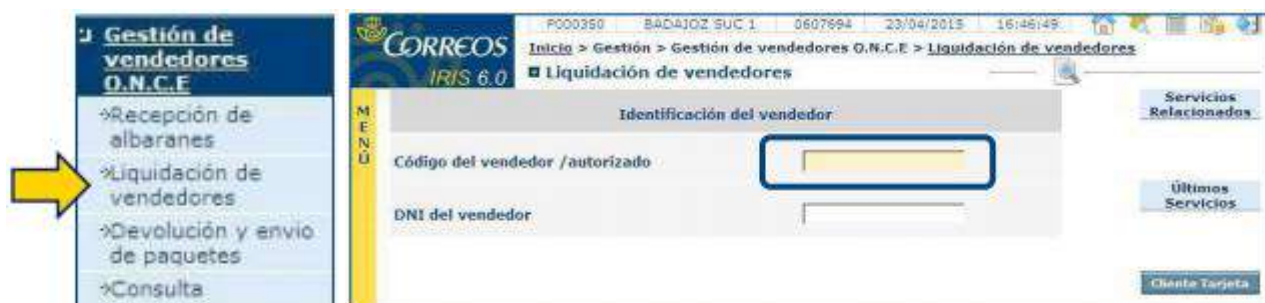 Gestión de
vendedores
O.N.C.E
Recepción de
albaranes
Liquidación de
vendedores
Devolución y envio
de paquetes
Consulta
CORREOS
IRIS 6.0
P000350 BADAJOZ SUC 1 0607694 23/04/2015 16:46:49
Inicio > Gestión > Gestión de vendedores O.N.C.E > Liquidación de vendedores
Liquidación de vendedores
MENÚ
Identificación del vendedor
Código del vendedor /autorizado
DNI del vendedor
Servicios
Relacionados
Últimos
Servicios
Cliente Tarjeta